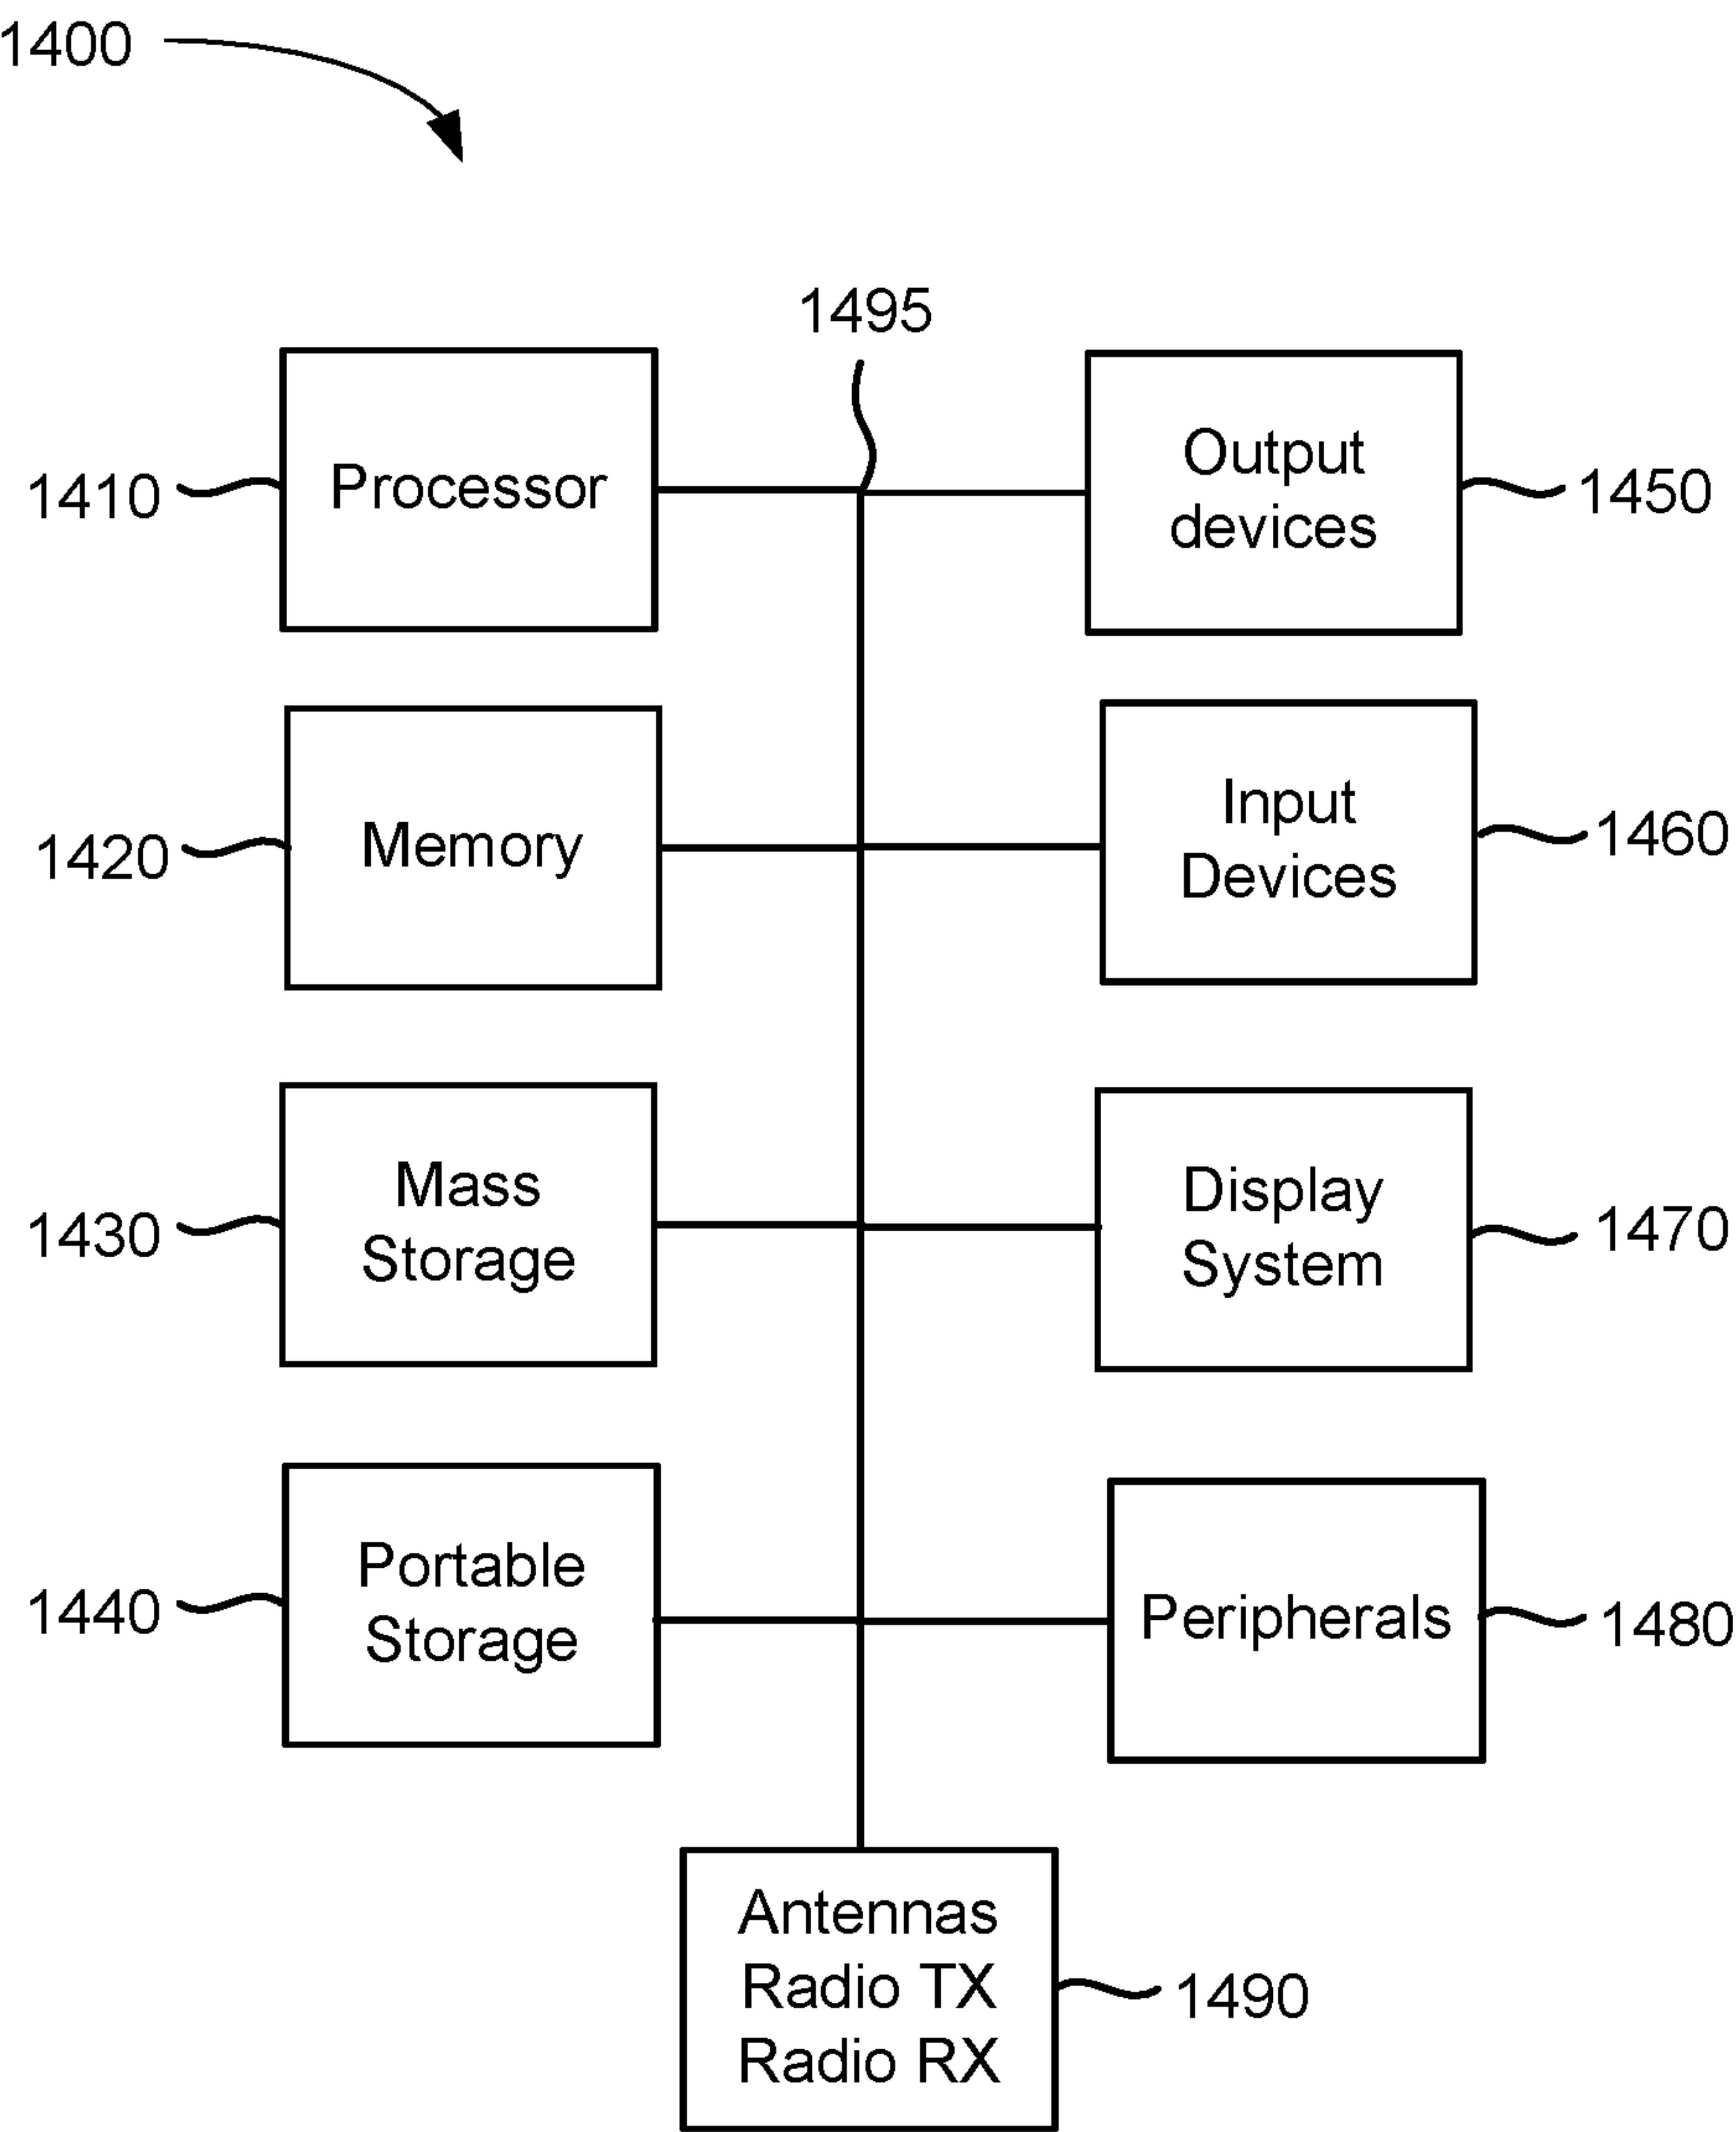 1400
1495
1410
Processor
Output
devices
1450
1420
Memory
Input
Devices
1460
1430
Mass
Storage
Display
System
1470
1440
Portable
Storage
Peripherals
1480
Antennas
Radio TX
Radio RX
1490